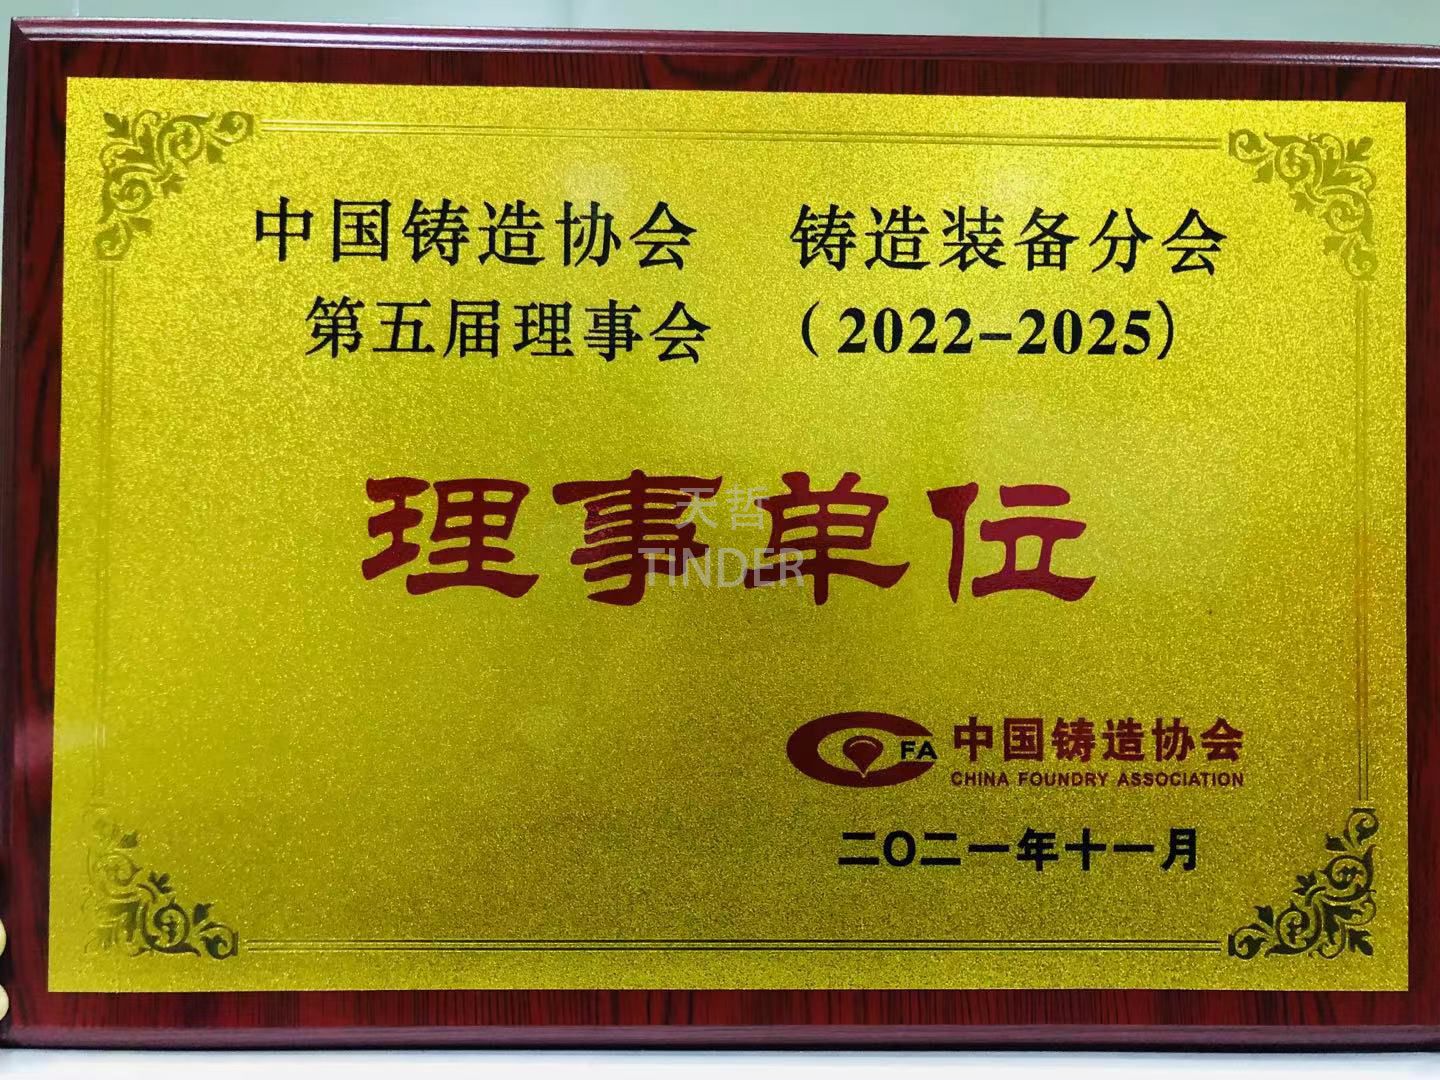 中国铸造协会 铸造装备分会
第五届理事会 (2022-2025)
理事单位
天哲
TINDER
FA 中国铸造协会
CHINA FOUNDRY ASSOCIATION
二〇二一年十一月